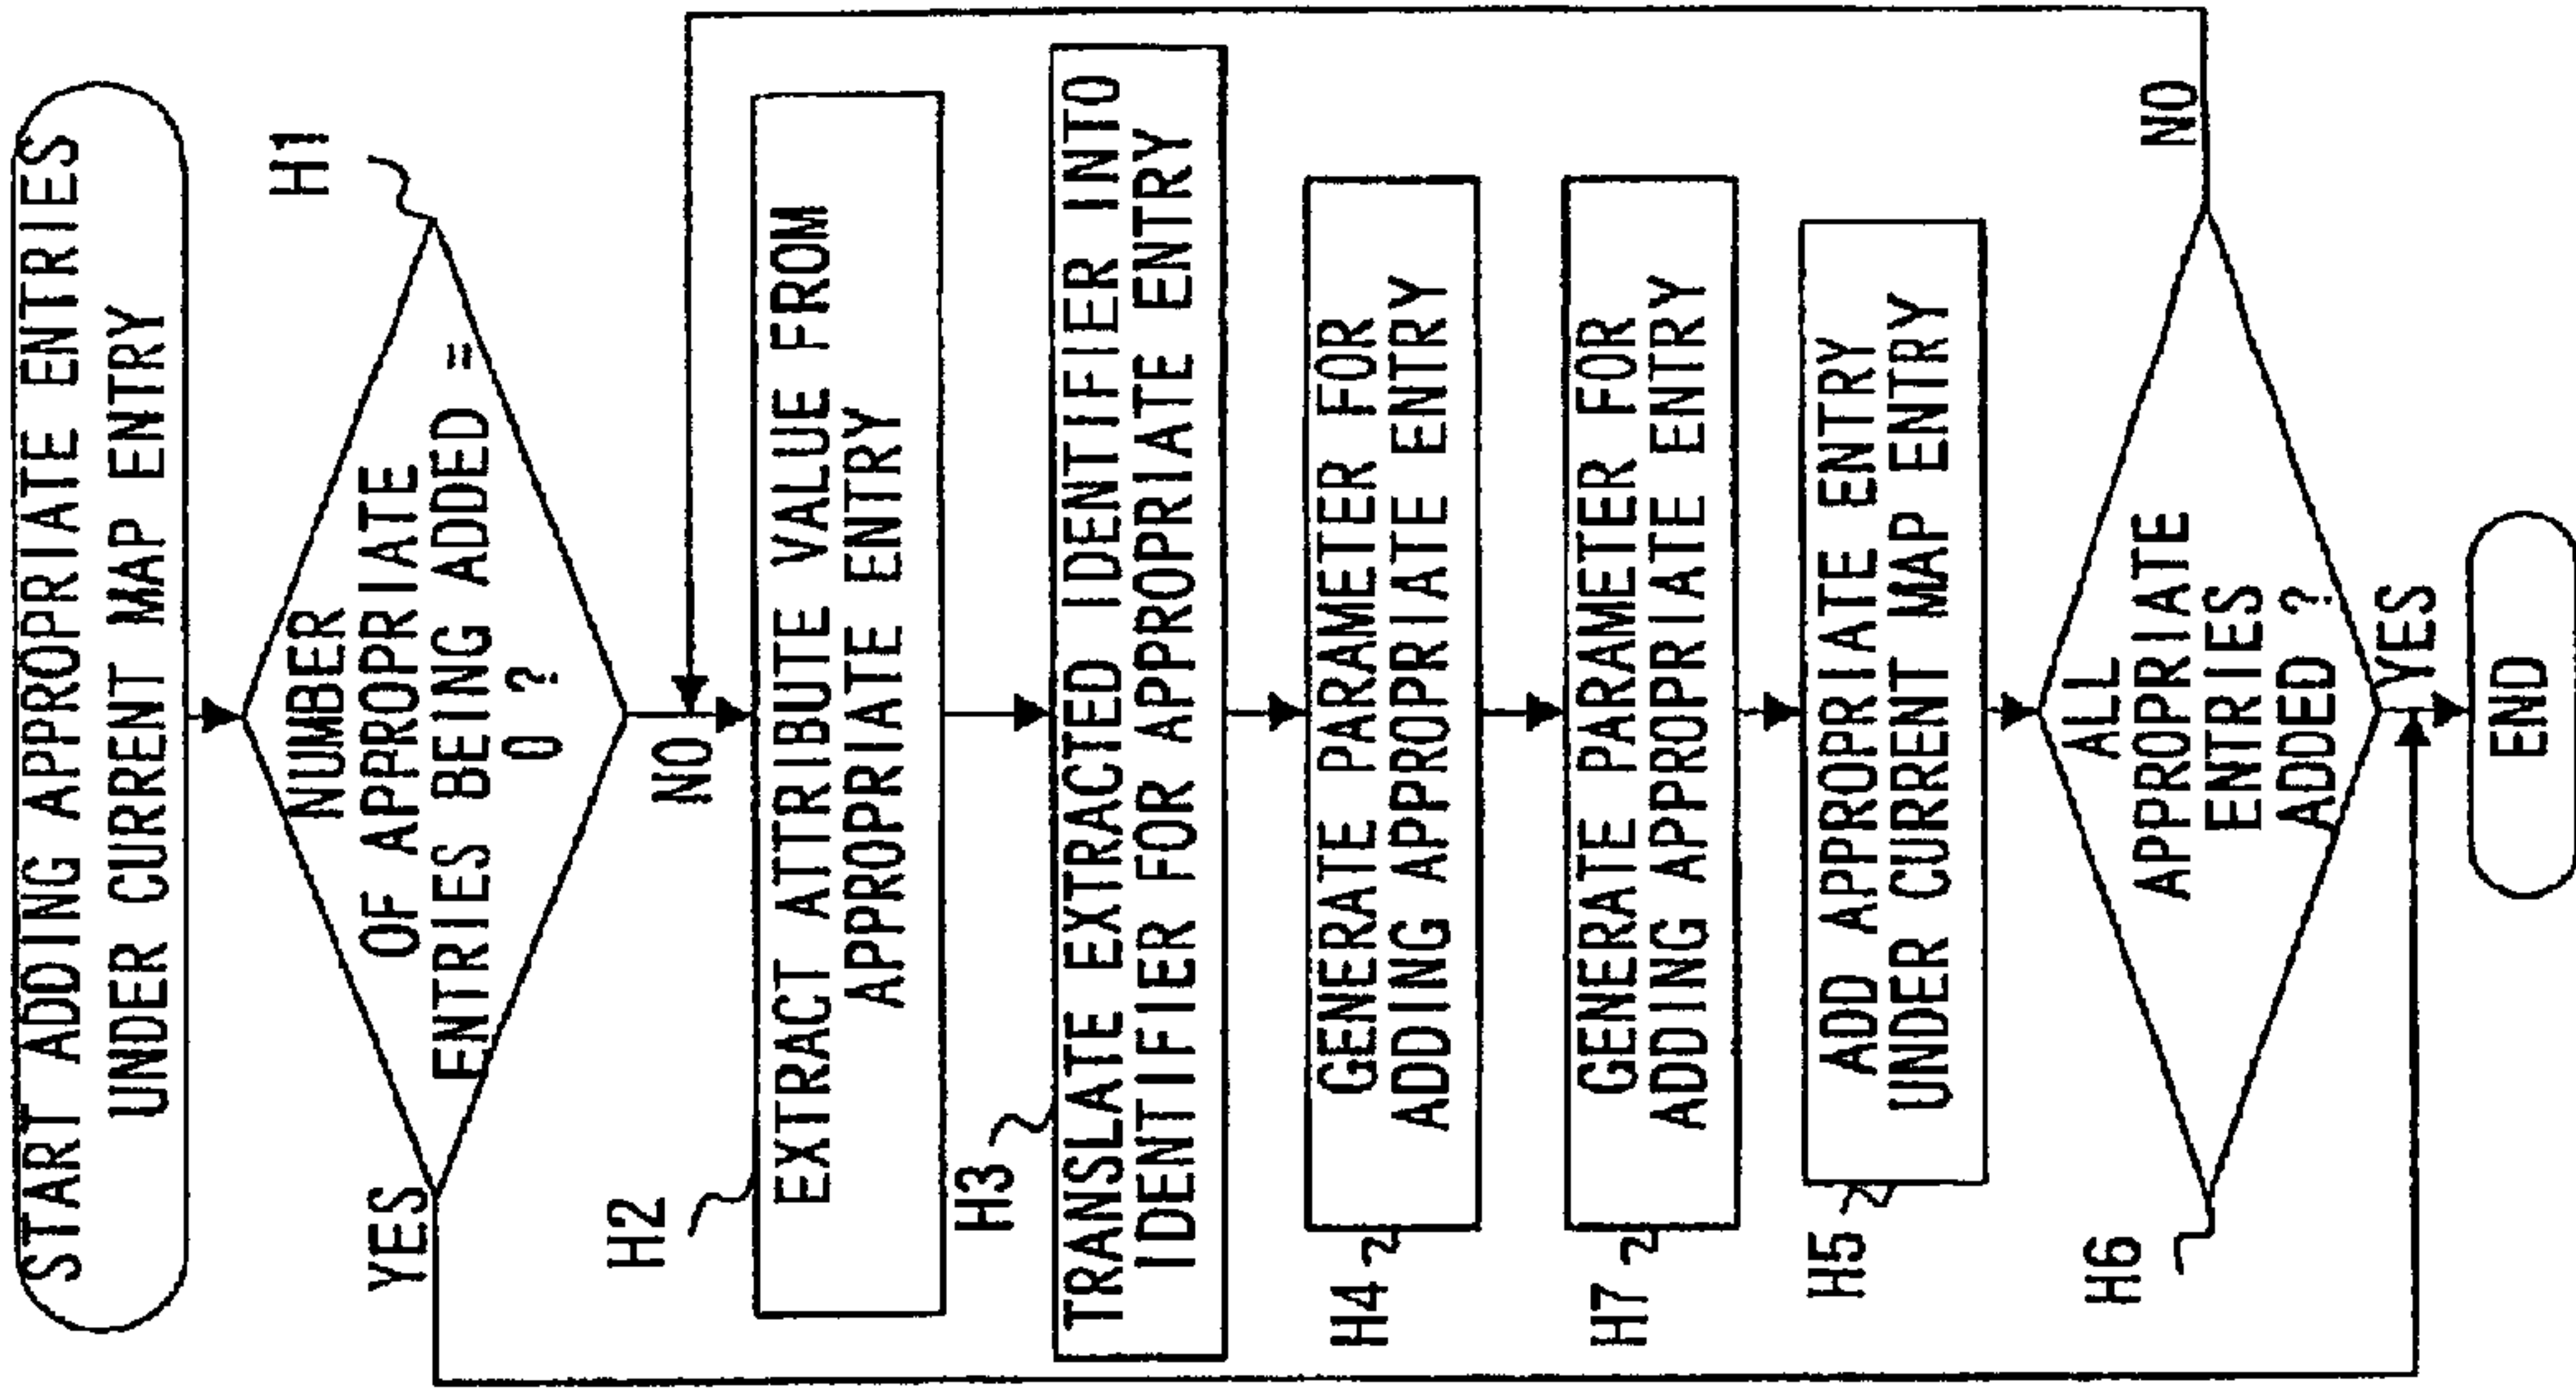 START ADDING APPROPRIATE ENTRIES
UNDER CURRENT MAP ENTRY
H1
NUMBER
OF APPROPRIATE
ENTRIES BEING ADDED =
0 ?
YES
NO
H2
EXTRACT ATTRIBUTE VALUE FROM
APPROPRIATE ENTRY
H3
TRANSLATE EXTRACTED IDENTIFIER INTO
IDENTIFIER FOR APPROPRIATE ENTRY
H4
GENERATE PARAMETER FOR
ADDING APPROPRIATE ENTRY
H7
GENERATE PARAMETER FOR
ADDING APPROPRIATE ENTRY
H5
ADD APPROPRIATE ENTRY
UNDER CURRENT MAP ENTRY
H6
ALL
APPROPRIATE
ENTRIES
ADDED ?
NO
YES
END